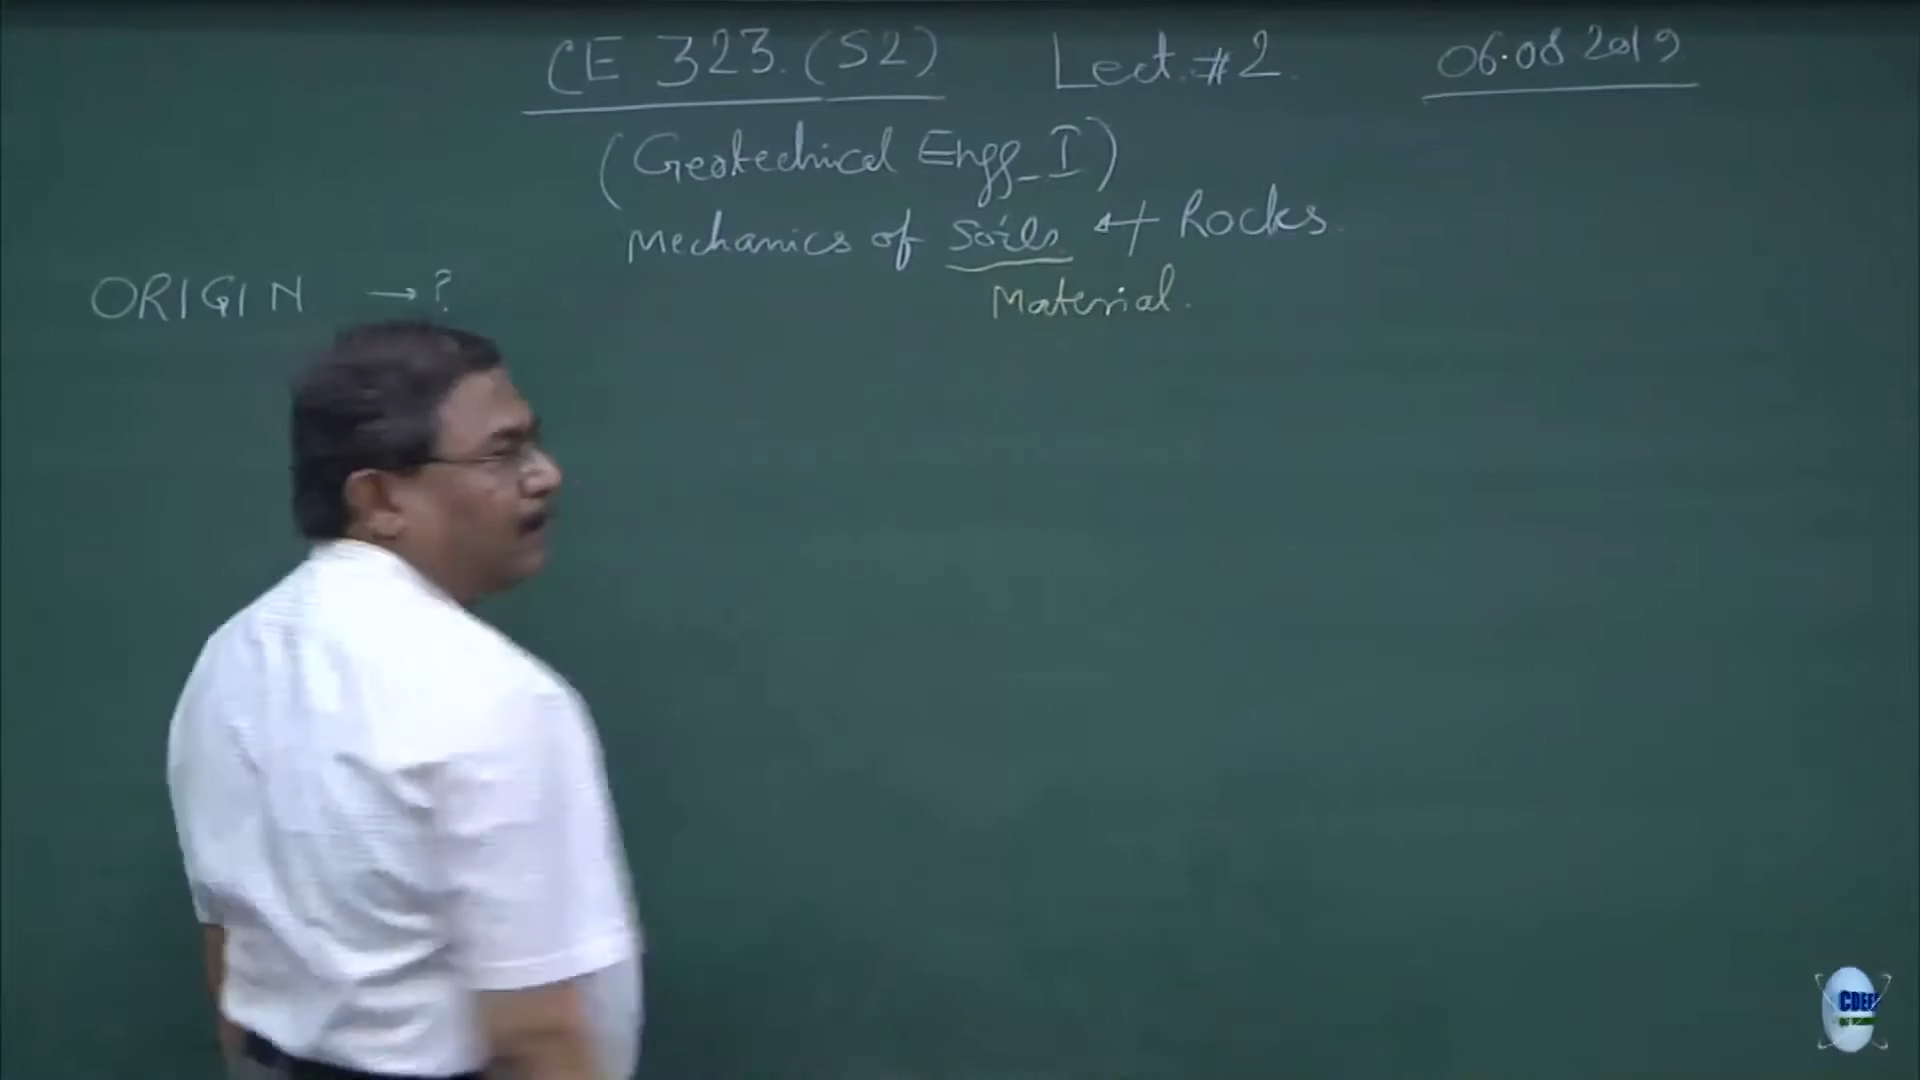 CE 323. (S2) Lect. #2. 06.08 2019
(Geotechnical Engg_I)
Mechanics of Soils & Rocks.
ORIGIN → ?
Material.
CDEEP